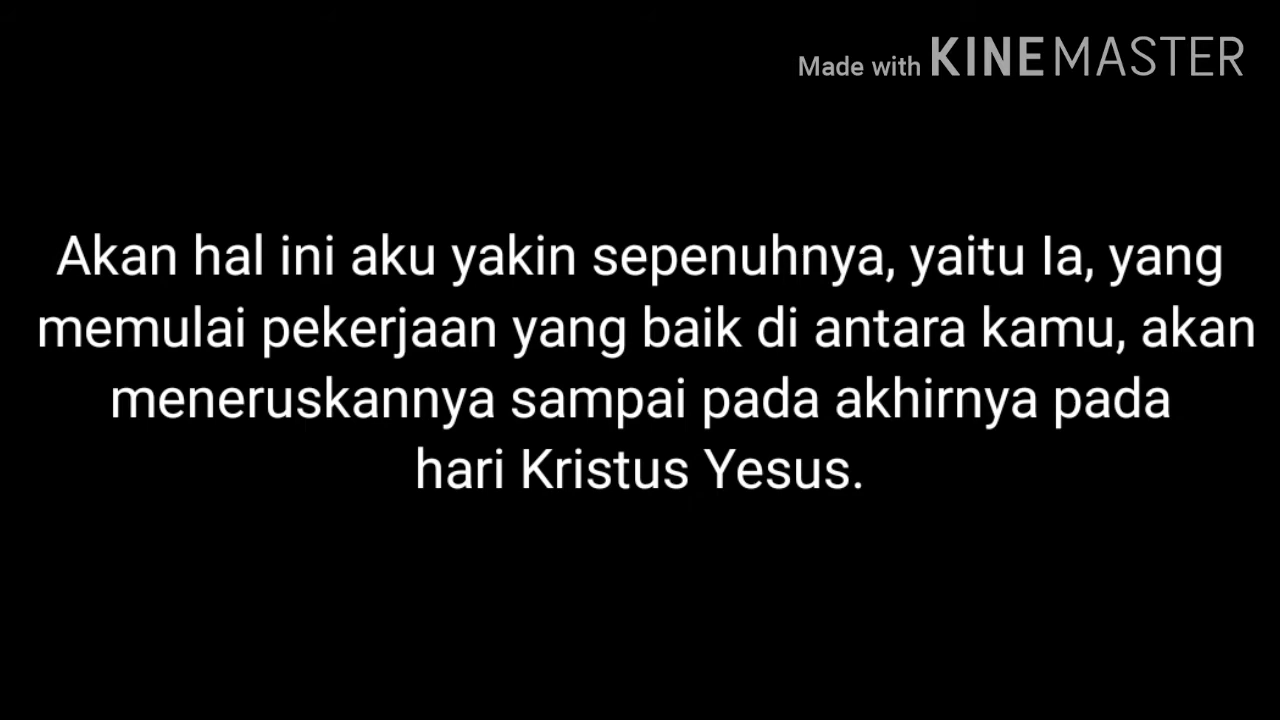 Made with KINEMASTER
Akan hal ini aku yakin sepenuhnya, yaitu Ia, yang
memulai pekerjaan yang baik di antara kamu, akan
meneruskannya sampai pada akhirnya pada
hari Kristus Yesus.